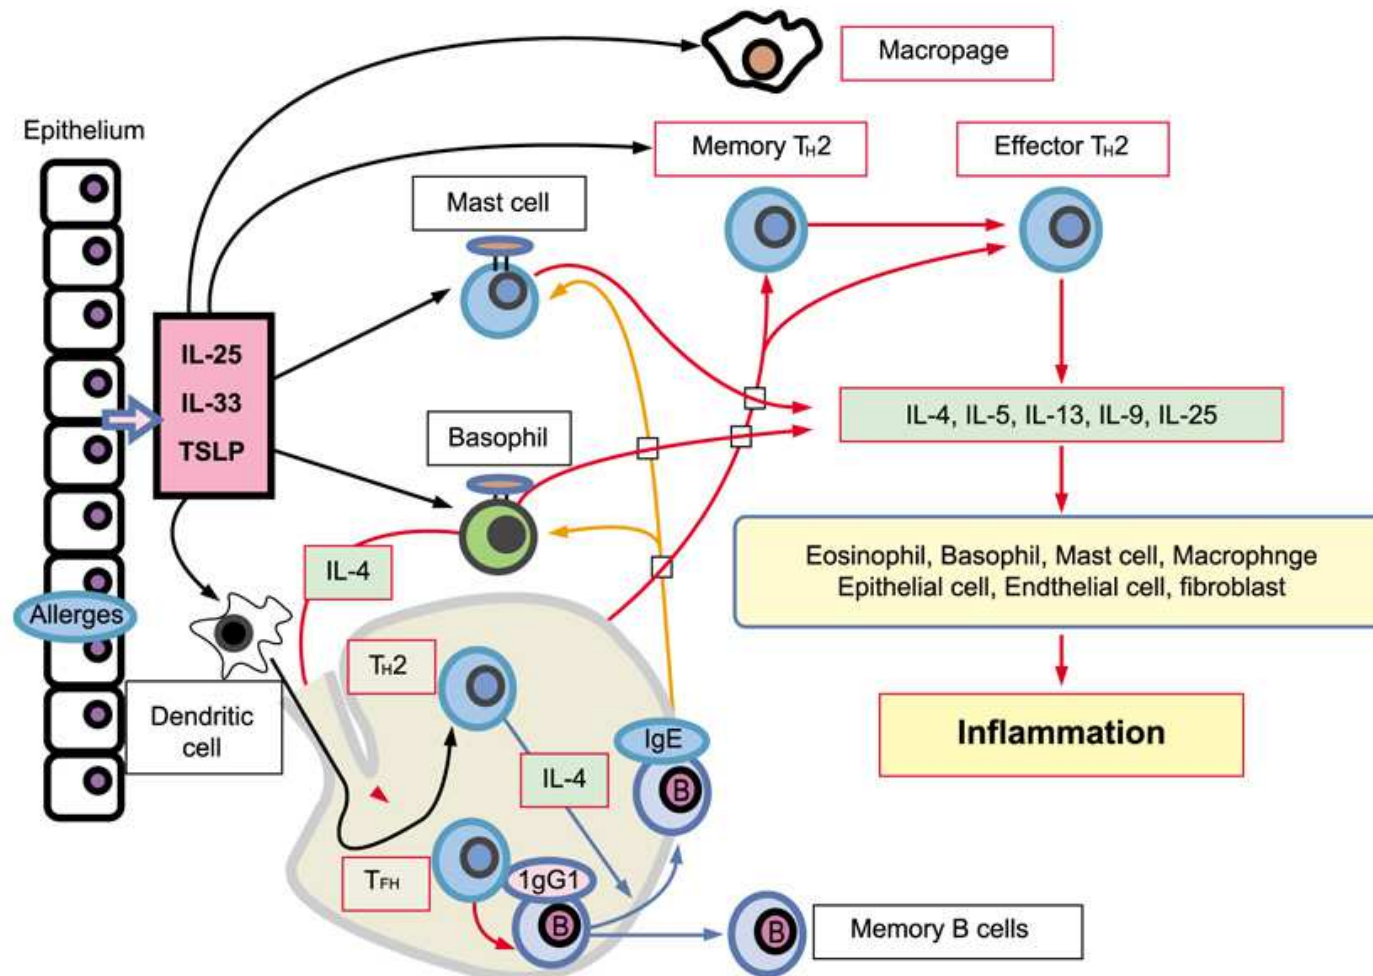 Macropage
Epithelium
Memory TH2
Effector TH2
Mast cell
IL-25
IL-33
TSLP
IL-4, IL-5, IL-13, IL-9, IL-25
Basophil
Eosinophil, Basophil, Mast cell, Macrophnge
Epithelial cell, Endthelial cell, fibroblast
IL-4
Allerges
TH2
Dendritic
cell
IgE
Inflammation
IL-4
B
TFH
1gG1
B
B
Memory B cells